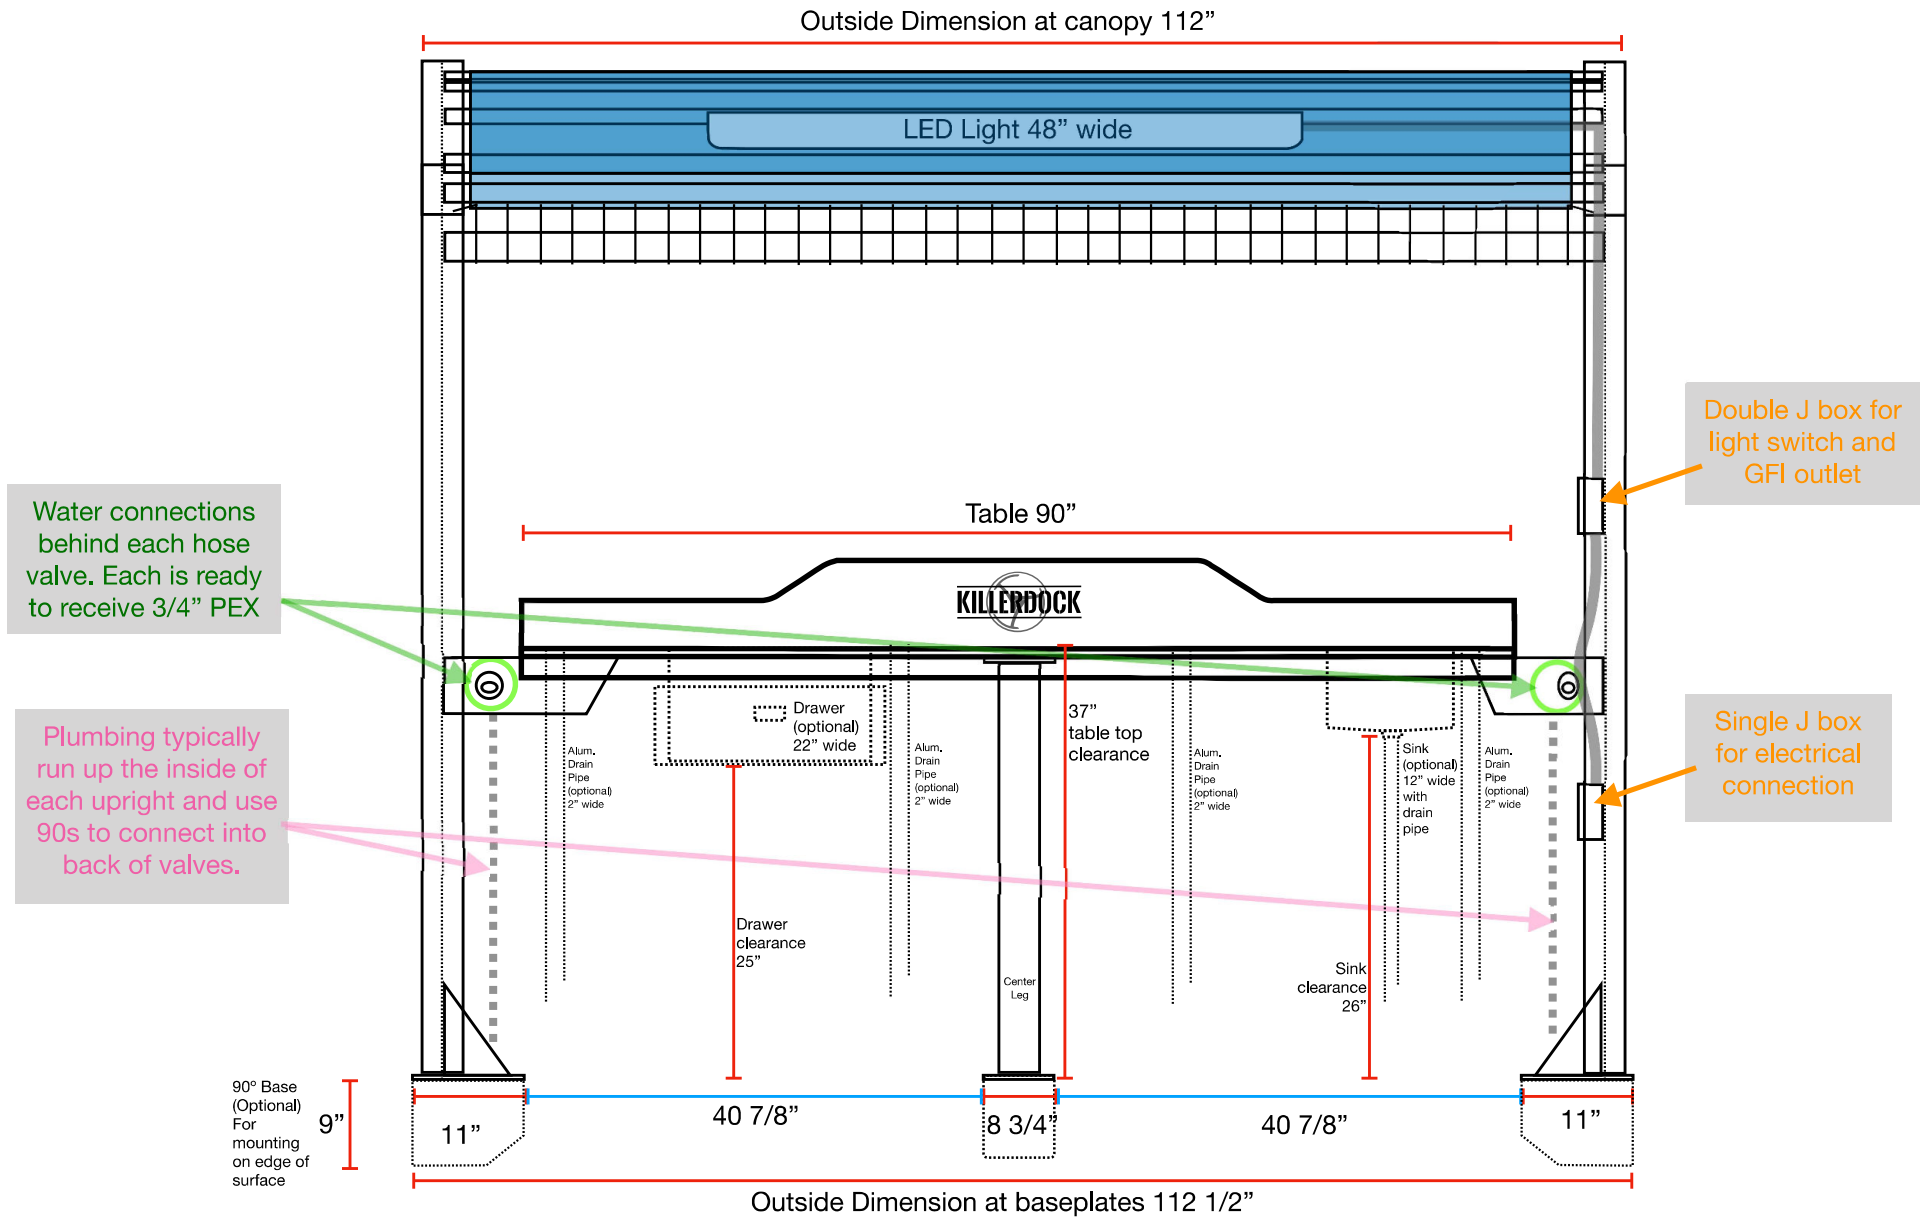 Outside Dimension at canopy 112”
LED Light 48” wide
Double J box for
light switch and
GFI outlet
Water connections
behind each hose
valve. Each is ready
to receive 3/4” PEX
Table 90”
KILLERDOCK
Plumbing typically
run up the inside of
each upright and use
90s to connect into
back of valves.
Drawer
(optional)
22” wide
37”
table top
clearance
Single J box
for electrical
connection
Alum.
Drain
Pipe
(optional)
2” wide
Alum.
Drain
Pipe
(optional)
2” wide
Alum.
Drain
Pipe
(optional)
2” wide
Sink
(optional)
12” wide
with
drain
pipe
Alum.
Drain
Pipe
(optional)
2” wide
Drawer
clearance
25”
Center
Leg
Sink
clearance
26”
90º Base
(Optional)
For
mounting
on edge of
surface
9”
11”
40 7/8”
8 3/4”
40 7/8”
11”
Outside Dimension at baseplates 112 1/2”